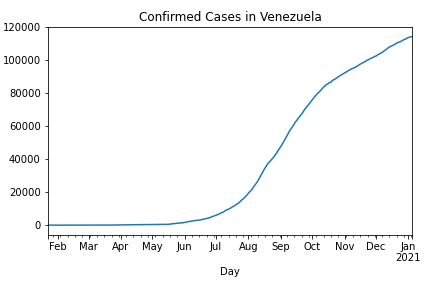 Confirmed Cases in Venezuela
120000
100000
80000
60000
40000
20000
0
Feb Mar Apr May Jun Jul Aug Sep Oct Nov Dec Jan
2021
Day